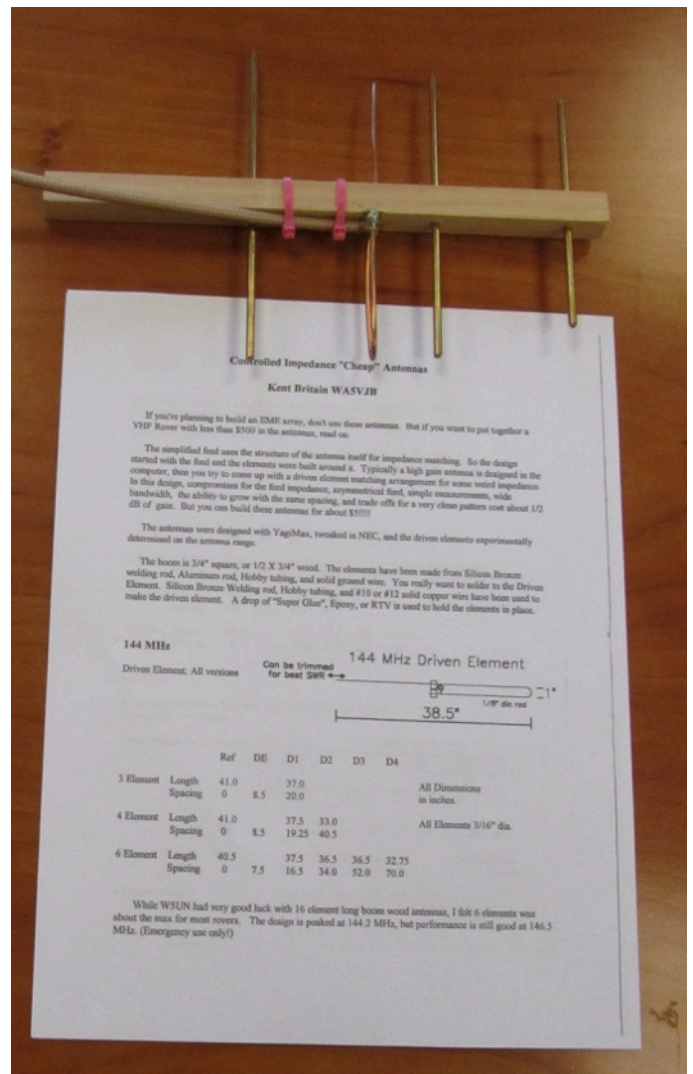 Controlled Impedance "Cheap" Antennas
Kent Britain WA5VJB
If you're planning to build an EME array, don't use these antennas. But if you want to put together a
VHF Rover with less than $500 in the antennas, read on.
The simplified feed uses the structure of the antenna itself for impedance matching. So the design
started with the feed and the elements were built around it. Typically a high gain antenna is designed in the
computer, then you try to come up with a driven element matching arrangement for some weird impedance.
In this design, compromises for the feed impedance, asymmetrical feed, simple measurements, wide
bandwidth, the ability to grow with the same spacing, and trade offs for a very clean pattern cost about 1/2
dB of gain. But you can build these antennas for about $5!!!!
The antennas were designed with YagiMax, tweaked in NEC, and the driven elements experimentally
determined on the antenna range.
The boom is 3/4" square, or 1/2 X 3/4" wood. The elements have been made from Silicon Bronze
welding rod, Aluminum rod, Hobby tubing, and solid ground wire. You really want to solder to the Driven
Element. Silicon Bronze Welding rod, Hobby tubing, and #10 or #12 solid copper wire have been used to
make the driven element. A drop of "Super Glue", Epoxy, or RTV is used to hold the elements in place.
144 MHz
Driven Element: All versions
Can be trimmed
for best SWR
144 MHz Driven Element
1"
1/8" dia rod
38.5"
Ref DE D1 D2 D3 D4
3 Element Length 41.0 37.0
Spacing 0 8.5 20.0
All Dimensions
in inches.
4 Element Length 41.0 37.5 33.0
Spacing 0 8.5 19.25 40.5
All Elements 3/16" dia.
6 Element Length 40.5 37.5 36.5 36.5 32.75
Spacing 0 7.5 16.5 34.0 52.0 70.0
While W5UN had very good luck with 16 element long boom wood antennas, I felt 6 elements was
about the max for most rovers. The design is peaked at 144.2 MHz, but performance is still good at 146.5
MHz. (Emergency use only!)